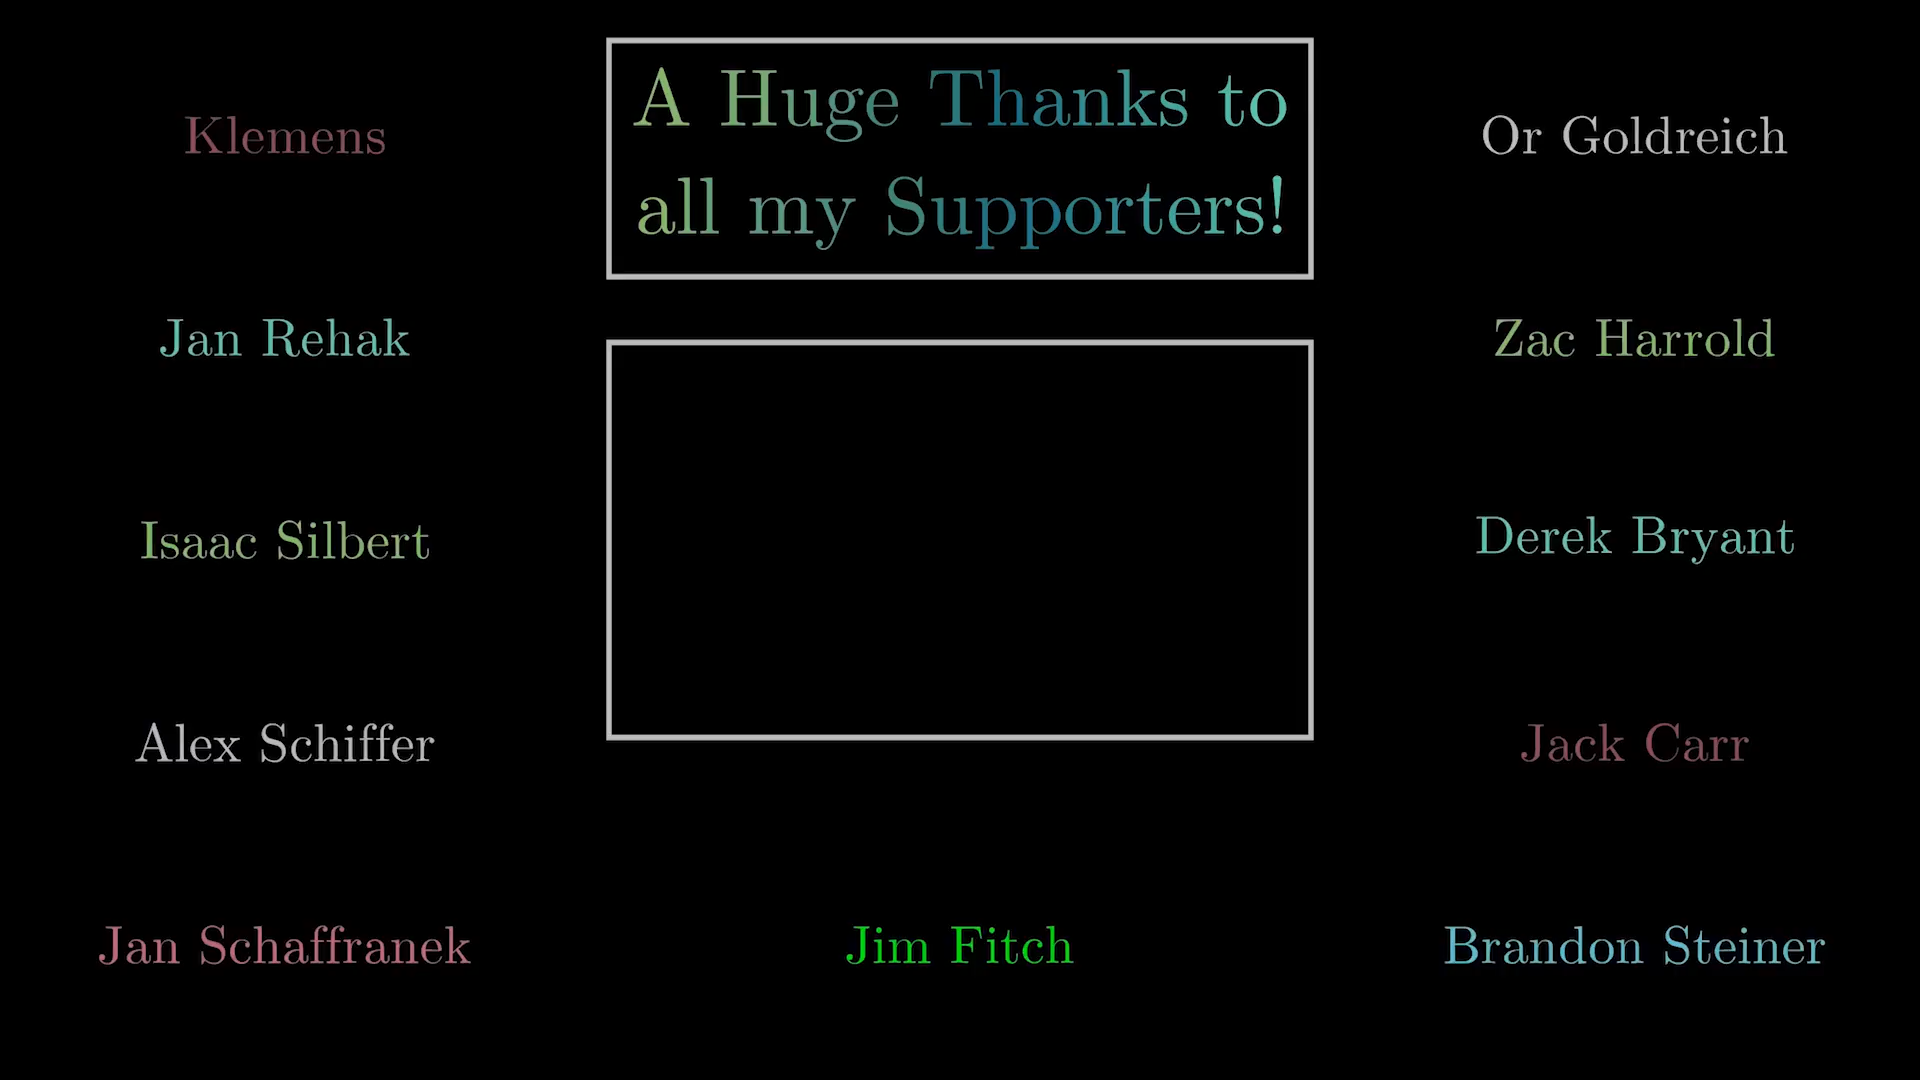 A Huge Thanks to
all my Supporters!
Klemens
Jan Rehak
Isaac Silbert
Alex Schiffer
Jan Schaffranek
Jim Fitch
Or Goldreich
Zac Harrold
Derek Bryant
Jack Carr
Brandon Steiner